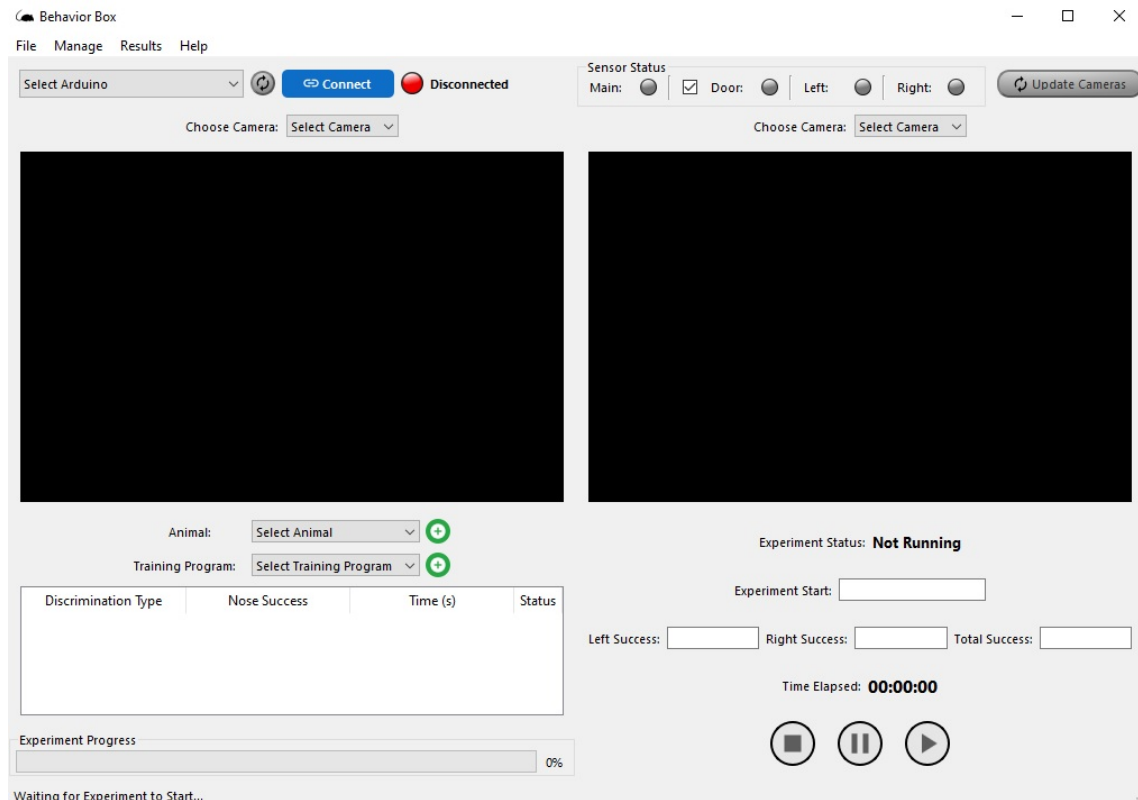 Behavior Box
File Manage Results Help
Select Arduino Connect Disconnected
Sensor Status
Main: Door: Left: Right: Update Cameras
Choose Camera: Select Camera
Choose Camera: Select Camera
Animal: Select Animal
Training Program: Select Training Program
Discrimination Type Nose Success Time (s) Status
Experiment Progress
0%
Waiting for Experiment to Start...
Experiment Status: Not Running
Experiment Start:
Left Success: Right Success: Total Success:
Time Elapsed: 00:00:00